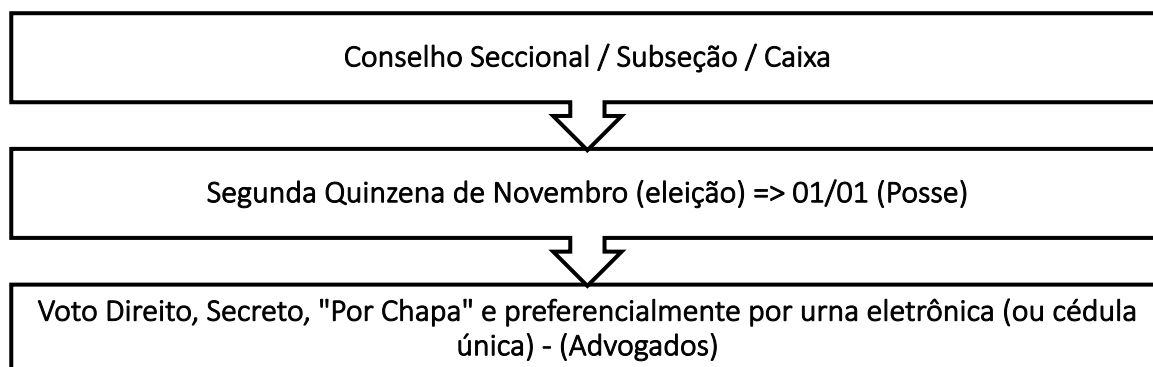 Conselho Seccional / Subseção / Caixa
Segunda Quinzena de Novembro (eleição) => 01/01 (Posse)
Voto Direito, Secreto, "Por Chapa" e preferencialmente por urna eletrônica (ou cédula
única) - (Advogados)